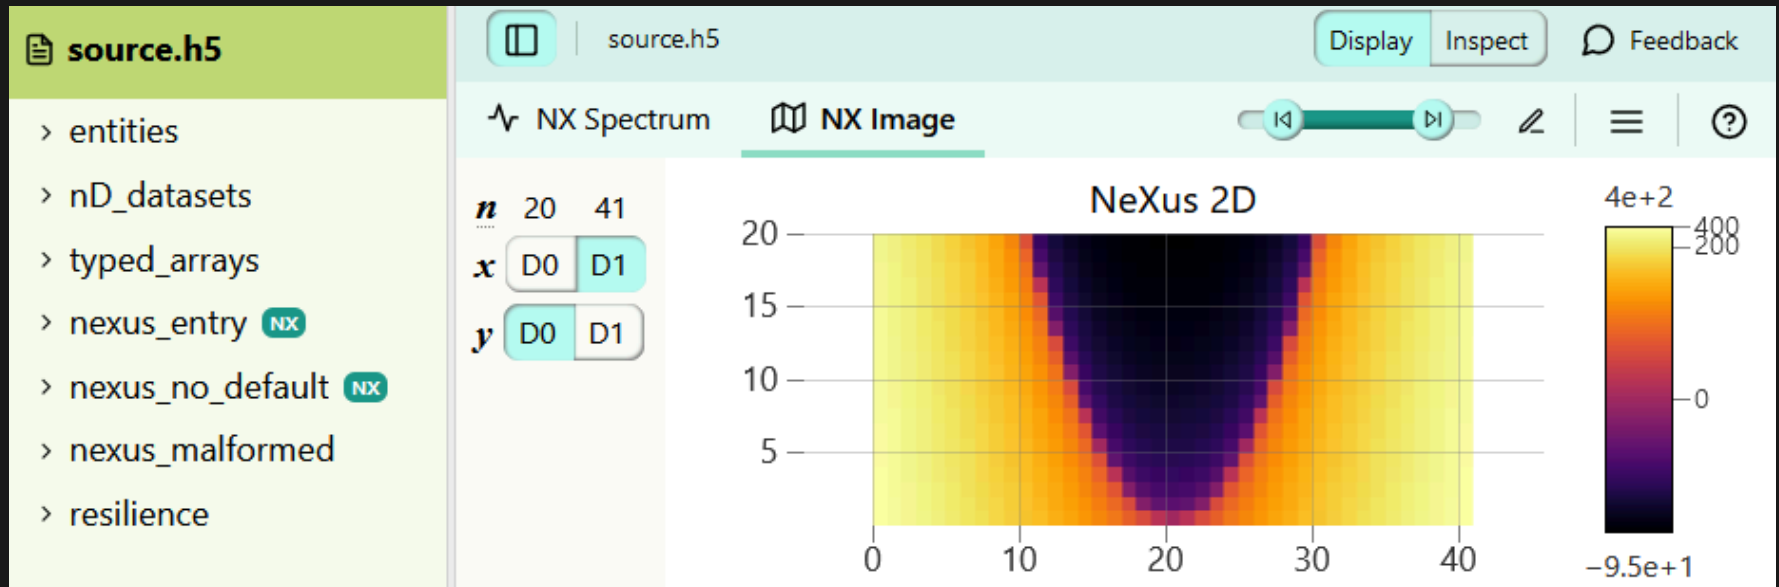 source.h5
entities
nD_datasets
typed_arrays
nexus_entry NX
nexus_no_default NX
nexus_malformed
resilience
source.h5
Display Inspect Feedback
NX Spectrum NX Image
n 20 41
x D0 D1
y D0 D1
NeXus 2D
20
15
10
5
0 10 20 30 40
4e+2
400
200
0
−9.5e+1